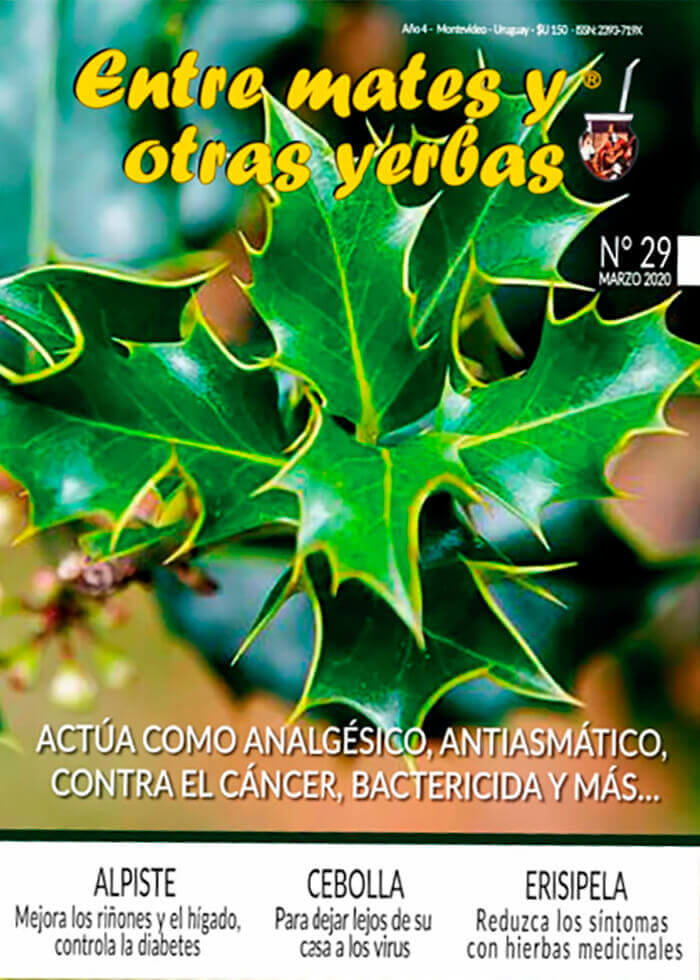 Año 4 - Montevideo - Uruguay - $U 150 - ISSN: 2393-719X
Entre mates y ®
otras yerbas
Nº 29
MARZO 2020
ACTÚA COMO ANALGÉSICO, ANTIASMÁTICO,
CONTRA EL CÁNCER, BACTERICIDA Y MÁS...
ALPISTE
Mejora los riñones y el hígado,
controla la diabetes
CEBOLLA
Para dejar lejos de su
casa a los virus
ERISIPELA
Reduzca los síntomas
con hierbas medicinales